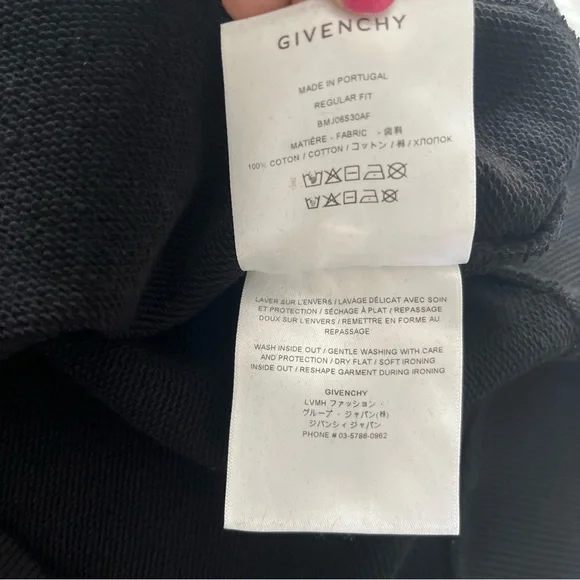 GIVENCHY
MADE IN PORTUGAL
REGULAR FIT
BMJ06S30AF
MATIÈRE - FABRIC -
100% COTON / COTTON / コットン / 棉 / ХЛОПОК
LAVER SUR L'ENVERS / LAVAGE DÉLICAT AVEC SOIN
ET PROTECTION / SÉCHAGE À PLAT / REPASSAGE
DOUX SUR L'ENVERS / REMETTRE EN FORME AU
REPASSAGE
WASH INSIDE OUT / GENTLE WASHING WITH CARE
AND PROTECTION / DRY FLAT / SOFT IRONING
INSIDE OUT / RESHAPE GARMENT DURING IRONING
GIVENCHY
LVMH ファッション・
グループ・ジャパン(株)
ジバンシィ ジャパン
PHONE # 03-5788-0962